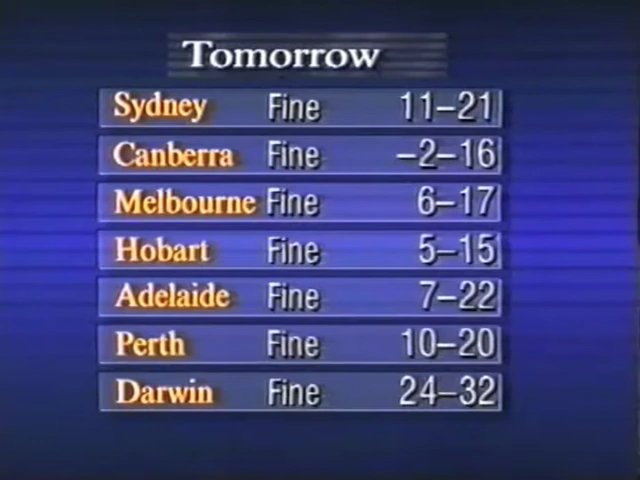 Tomorrow
Sydney Fine 11–21
Canberra Fine –2–16
Melbourne Fine 6–17
Hobart Fine 5–15
Adelaide Fine 7–22
Perth Fine 10–20
Darwin Fine 24–32